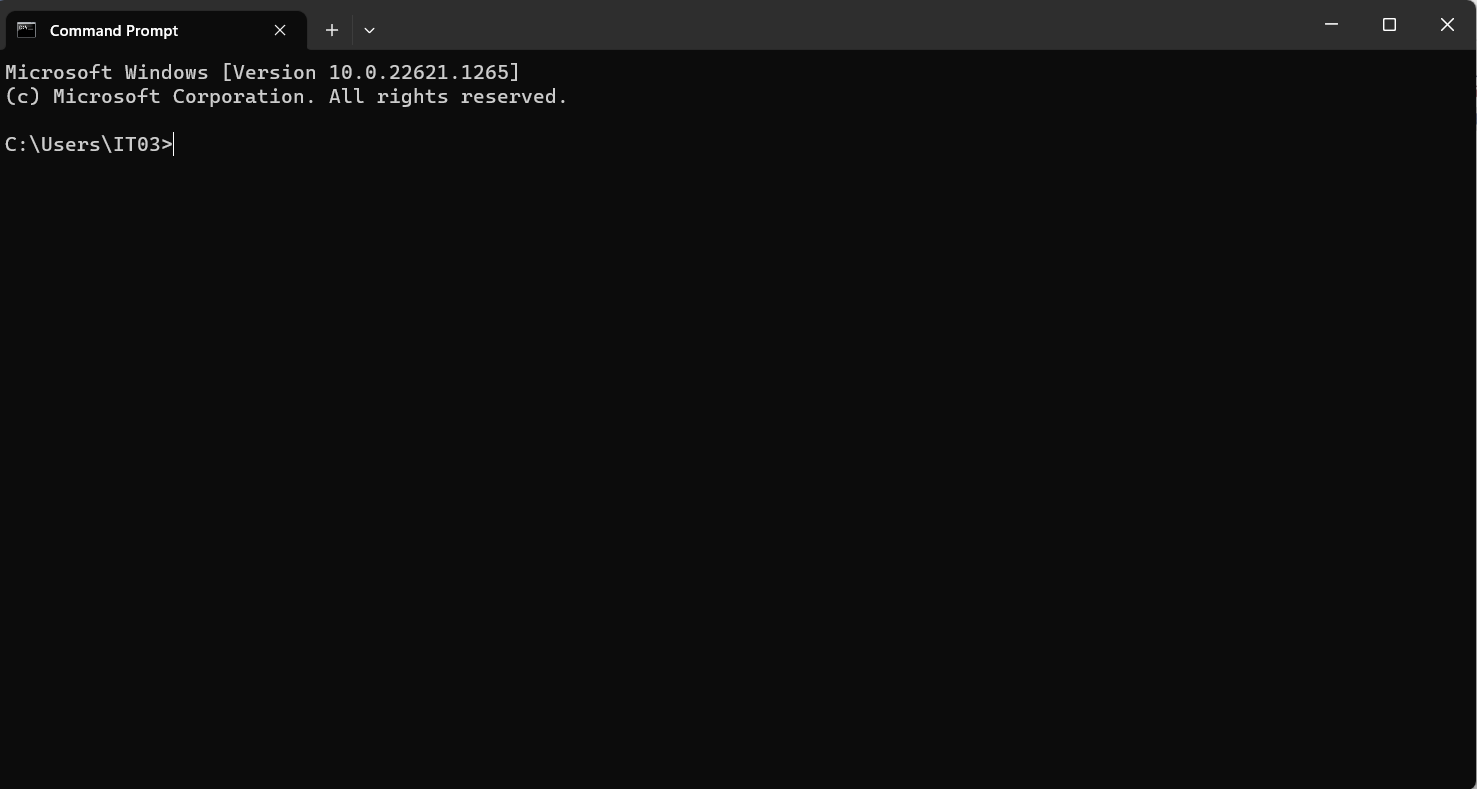 Command Prompt
Microsoft Windows [Version 10.0.22621.1265]
(c) Microsoft Corporation. All rights reserved.
C:\Users\IT03>